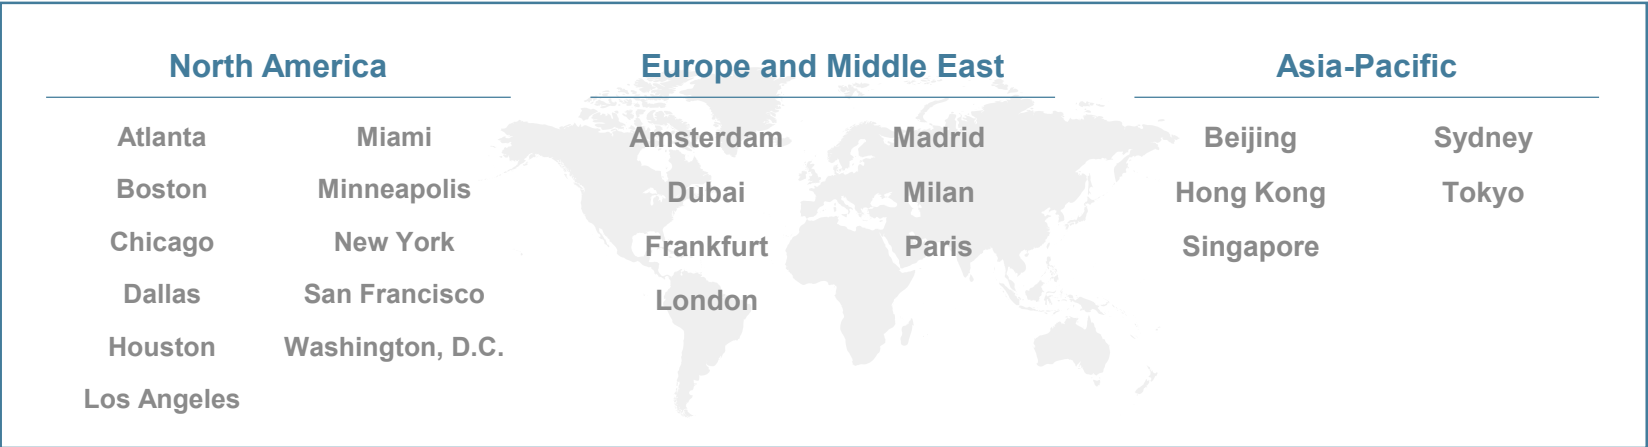 North America
Atlanta
Boston
Chicago
Dallas
Houston
Los Angeles
Miami
Minneapolis
New York
San Francisco
Washington, D.C.
Europe and Middle East
Amsterdam
Dubai
Frankfurt
London
Madrid
Milan
Paris
Asia-Pacific
Beijing
Hong Kong
Singapore
Sydney
Tokyo